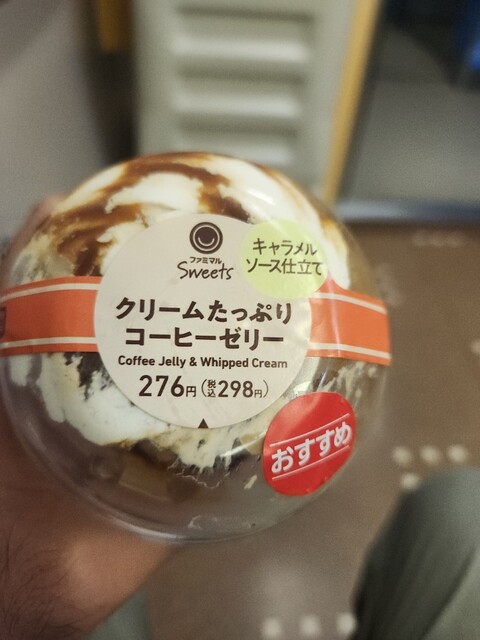 ファミマル
Sweets
キャラメル
ソース仕立て
クリームたっぷり
コーヒーゼリー
Coffee Jelly & Whipped Cream
276円(税込298円)
おすすめ